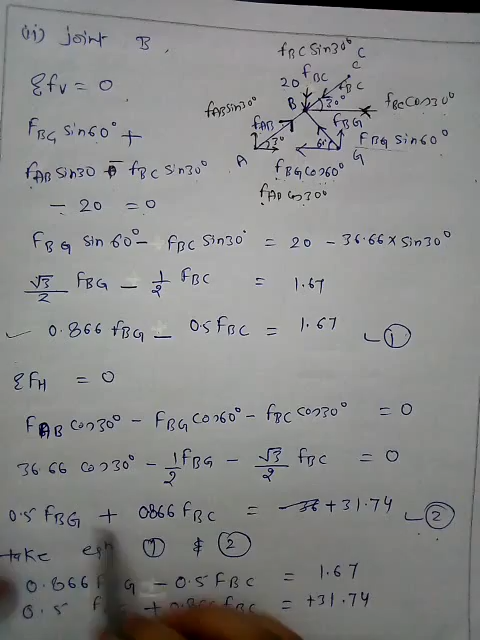 (ii) Joint B.
fBC sin30° C
ΣfV = 0
20 fBC C
fBC
fABsin30° B 30° fBC cos30°
FBG sin60° +
fAB fBG
3° 60° FBG sin60°
A G
fAB sin30 - fBC sin30°
fBG cos60°
fAB cos30°
- 20 = 0
FBG sin 60° - FBC sin30° = 20 - 36.66 × sin30°
√3/2 fBG - 1/2 fBC = 1.67
✓ 0.866 fBG - 0.5 fBC = 1.67 ①
ΣfH = 0
FAB cos30° - FBG cos60° - fBC cos30° = 0
36.66 cos30° - 1/2 fBG - √3/2 fBC = 0
0.5 fBG + 0866 fBC = +31.74 ②
take eqn ① & ②
0.866 G - 0.5 fBC = 1.67
0.5 + 0.866 fBC = +31.74